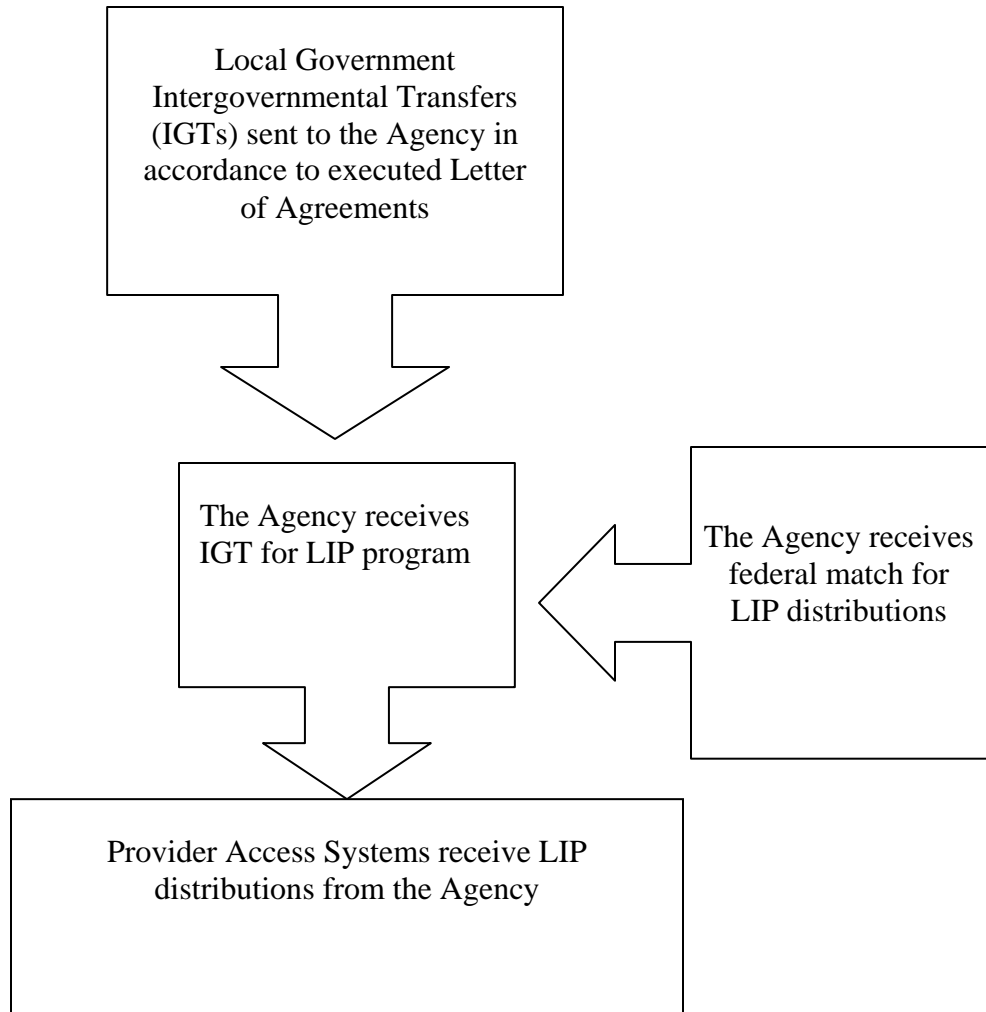 Local Government
Intergovernmental Transfers
(IGTs) sent to the Agency in
accordance to executed Letter
of Agreements
The Agency receives
IGT for LIP program
The Agency receives
federal match for
LIP distributions
Provider Access Systems receive LIP
distributions from the Agency